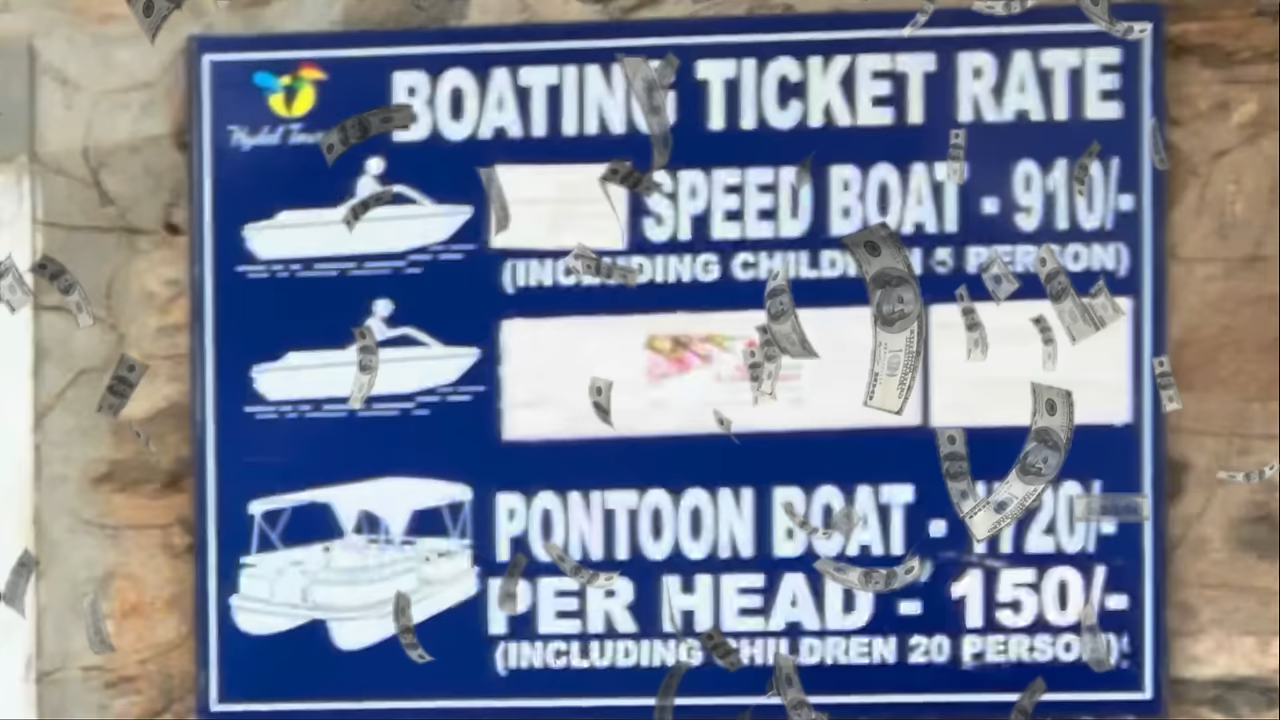 Hydel
BOATING TICKET RATE
SPEED BOAT - 910/-
(INCLUDING CHILDREN 5 PERSON)
PONTOON BOAT -
PER HEAD - 150/-
(INCLUDING CHILDREN 20 PERSON)